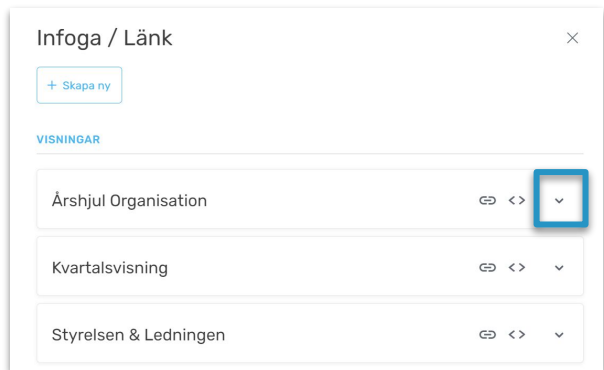 Infoga / Länk
+ Skapa ny
VISNINGAR
Årshjul Organisation
Kvartalsvisning
Styrelsen & Ledningen